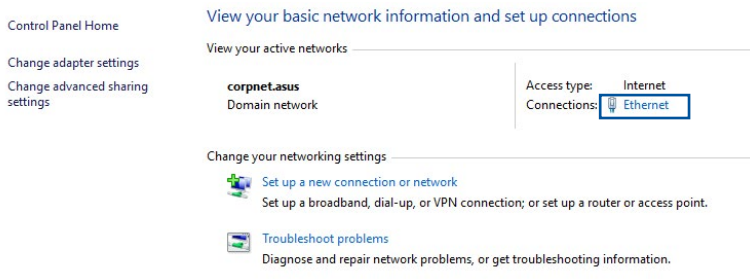 Control Panel Home
Change adapter settings
Change advanced sharing
settings
View your basic network information and set up connections
View your active networks
corpnet.asus
Domain network
Access type: Internet
Connections: Ethernet
Change your networking settings
Set up a new connection or network
Set up a broadband, dial-up, or VPN connection; or set up a router or access point.
Troubleshoot problems
Diagnose and repair network problems, or get troubleshooting information.